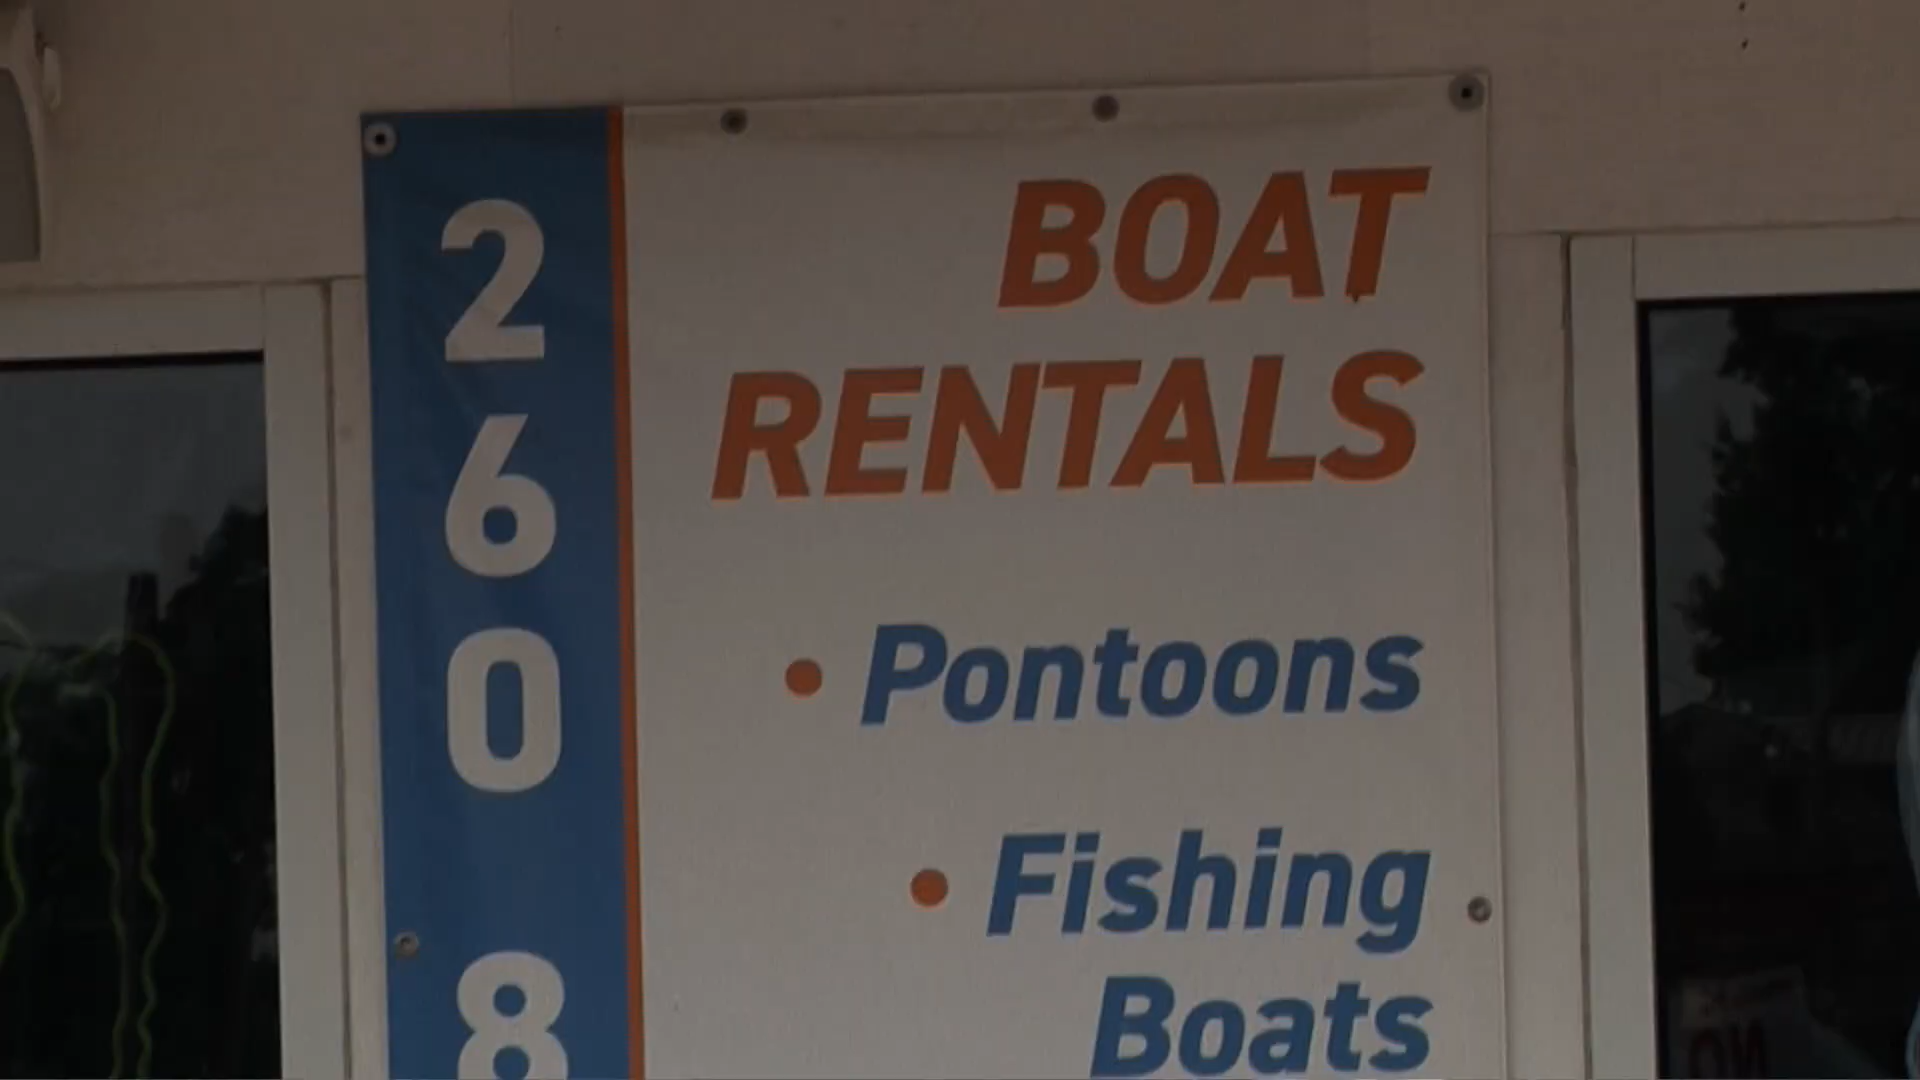 2
6
0
8
BOAT
RENTALS
• Pontoons
• Fishing
Boats